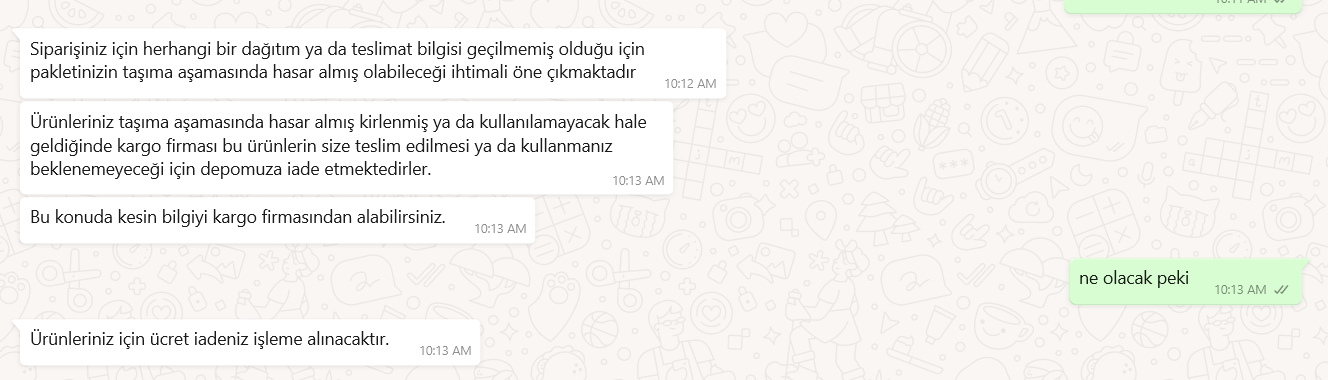 Siparişiniz için herhangi bir dağıtım ya da teslimat bilgisi geçilmemiş olduğu için
pakletinizin taşıma aşamasında hasar almış olabileceği ihtimali öne çıkmaktadır
10:12 AM
Ürünleriniz taşıma aşamasında hasar almış kirlenmiş ya da kullanılamayacak hale
geldiğinde kargo firması bu ürünlerin size teslim edilmesi ya da kullanmanız
beklenemeyeceği için depomuza iade etmektedirler.
10:13 AM
Bu konuda kesin bilgiyi kargo firmasından alabilirsiniz.
10:13 AM
ne olacak peki
10:13 AM
Ürünleriniz için ücret iadeniz işleme alınacaktır.
10:13 AM